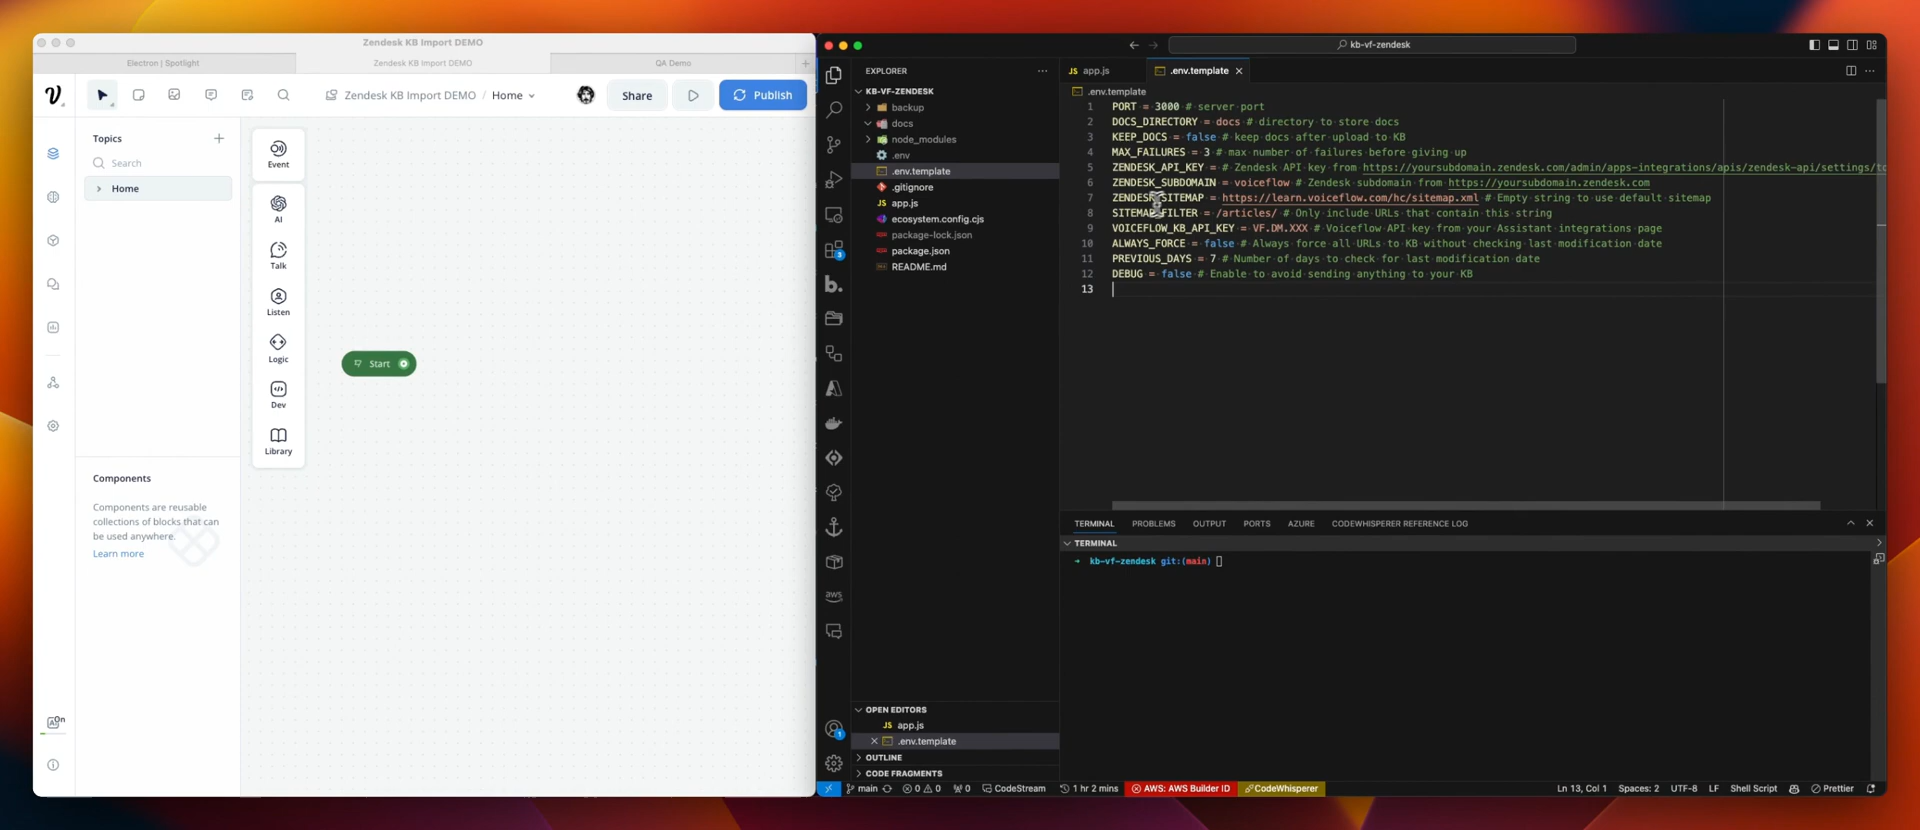 Zendesk KB Import DEMO
Electron | Spotlight
Zendesk KB Import DEMO
QA Demo
Zendesk KB Import DEMO / Home
Share
Publish
Topics
Search
Home
Event
AI
Talk
Listen
Logic
Dev
Library
Start
Components
Components are reusable
collections of blocks that can
be used anywhere.
Learn more
On
kb-vf-zendesk
EXPLORER
KB-VF-ZENDESK
backup
docs
node_modules
.env
.env.template
.gitignore
app.js
ecosystem.config.cjs
package-lock.json
package.json
README.md
OPEN EDITORS
JS app.js
.env.template
OUTLINE
CODE FRAGMENTS
JS app.js
.env.template
.env.template
1 PORT = 3000 # server port
2 DOCS_DIRECTORY = docs # directory to store docs
3 KEEP_DOCS = false # keep docs after upload to KB
4 MAX_FAILURES = 3 # max number of failures before giving up
5 ZENDESK_API_KEY = # Zendesk API key from https://yoursubdomain.zendesk.com/admin/apps-integrations/apis/zendesk-api/settings/to
6 ZENDESK_SUBDOMAIN = voiceflow # Zendesk subdomain from https://yoursubdomain.zendesk.com
7 ZENDESK_SITEMAP = https://learn.voiceflow.com/hc/sitemap.xml # Empty string to use default sitemap
8 SITEMAP_FILTER = /articles/ # Only include URLs that contain this string
9 VOICEFLOW_KB_API_KEY = VF.DM.XXX # Voiceflow API key from your Assistant integrations page
10 ALWAYS_FORCE = false # Always force all URLs to KB without checking last modification date
11 PREVIOUS_DAYS = 7 # Number of days to check for last modification date
12 DEBUG = false # Enable to avoid sending anything to your KB
13
TERMINAL PROBLEMS OUTPUT PORTS AZURE CODEWHISPERER REFERENCE LOG
TERMINAL
kb-vf-zendesk git:(main)
b.
aws
3
1
main 0 0 0 CodeStream 1 hr 2 mins AWS: AWS Builder ID CodeWhisperer Ln 13, Col 1 Spaces: 2 UTF-8 LF Shell Script Prettier